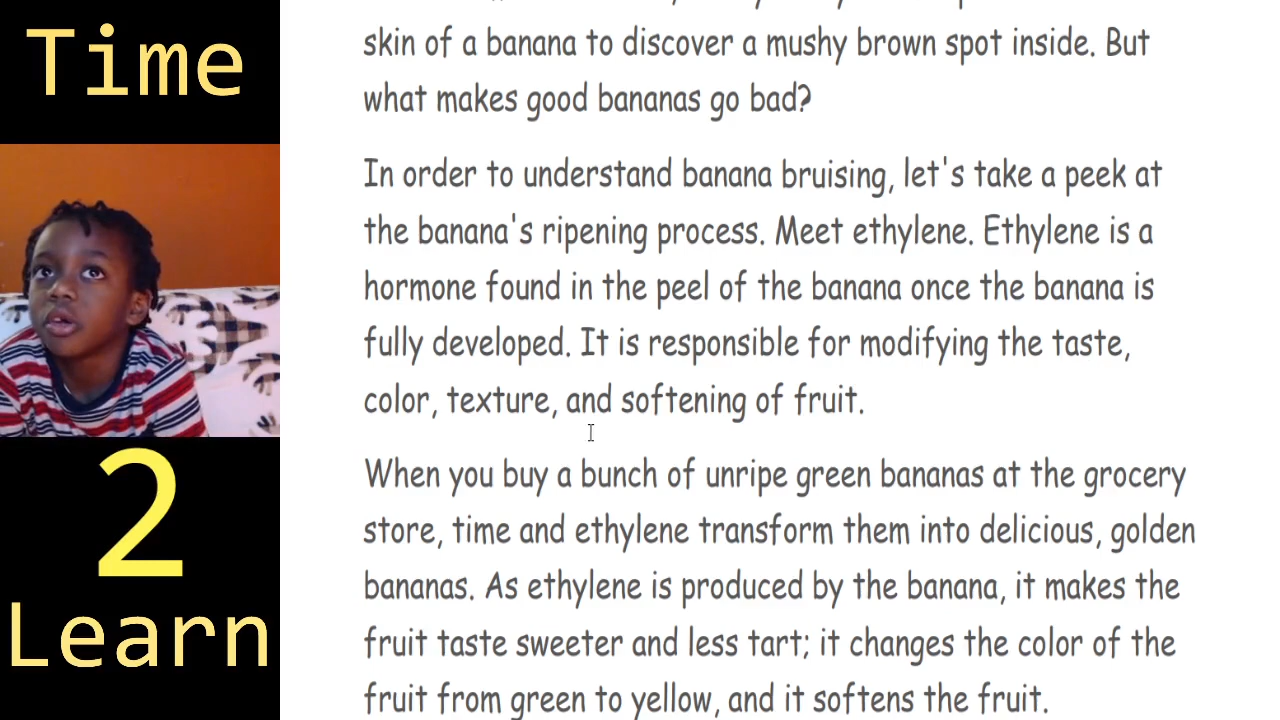 Time
2
Learn
skin of a banana to discover a mushy brown spot inside. But
what makes good bananas go bad?
In order to understand banana bruising, let's take a peek at
the banana's ripening process. Meet ethylene. Ethylene is a
hormone found in the peel of the banana once the banana is
fully developed. It is responsible for modifying the taste,
color, texture, and softening of fruit.
When you buy a bunch of unripe green bananas at the grocery
store, time and ethylene transform them into delicious, golden
bananas. As ethylene is produced by the banana, it makes the
fruit taste sweeter and less tart; it changes the color of the
fruit from green to yellow, and it softens the fruit.